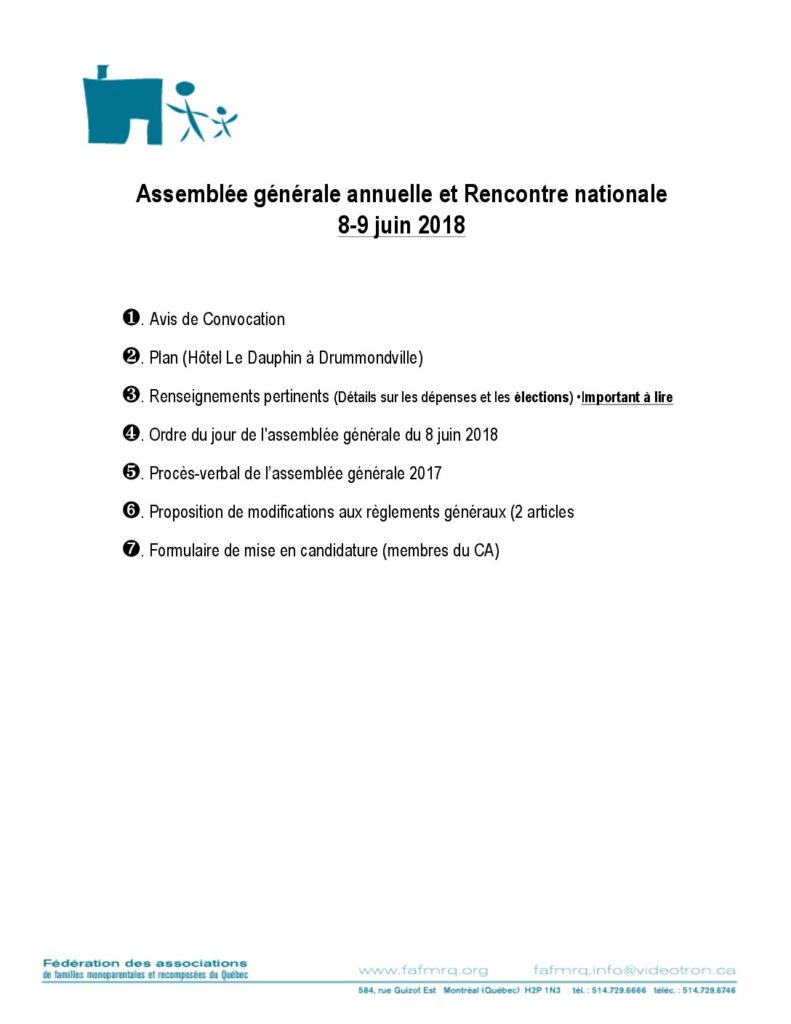 Assemblée générale annuelle et Rencontre nationale
8-9 juin 2018
❶. Avis de Convocation
❷. Plan (Hôtel Le Dauphin à Drummondville)
❸. Renseignements pertinents (Détails sur les dépenses et les élections) •Important à lire
❹. Ordre du jour de l'assemblée générale du 8 juin 2018
❺. Procès-verbal de l’assemblée générale 2017
❻. Proposition de modifications aux règlements généraux (2 articles
❼. Formulaire de mise en candidature (membres du CA)
Fédération des associations
de familles monoparentales et recomposées du Québec
www.fafmrq.org fafmrq.info@videotron.ca
584, rue Guizot Est Montréal (Québec) H2P 1N3 tél. : 514.729.6666 téléc. : 514.729.6746